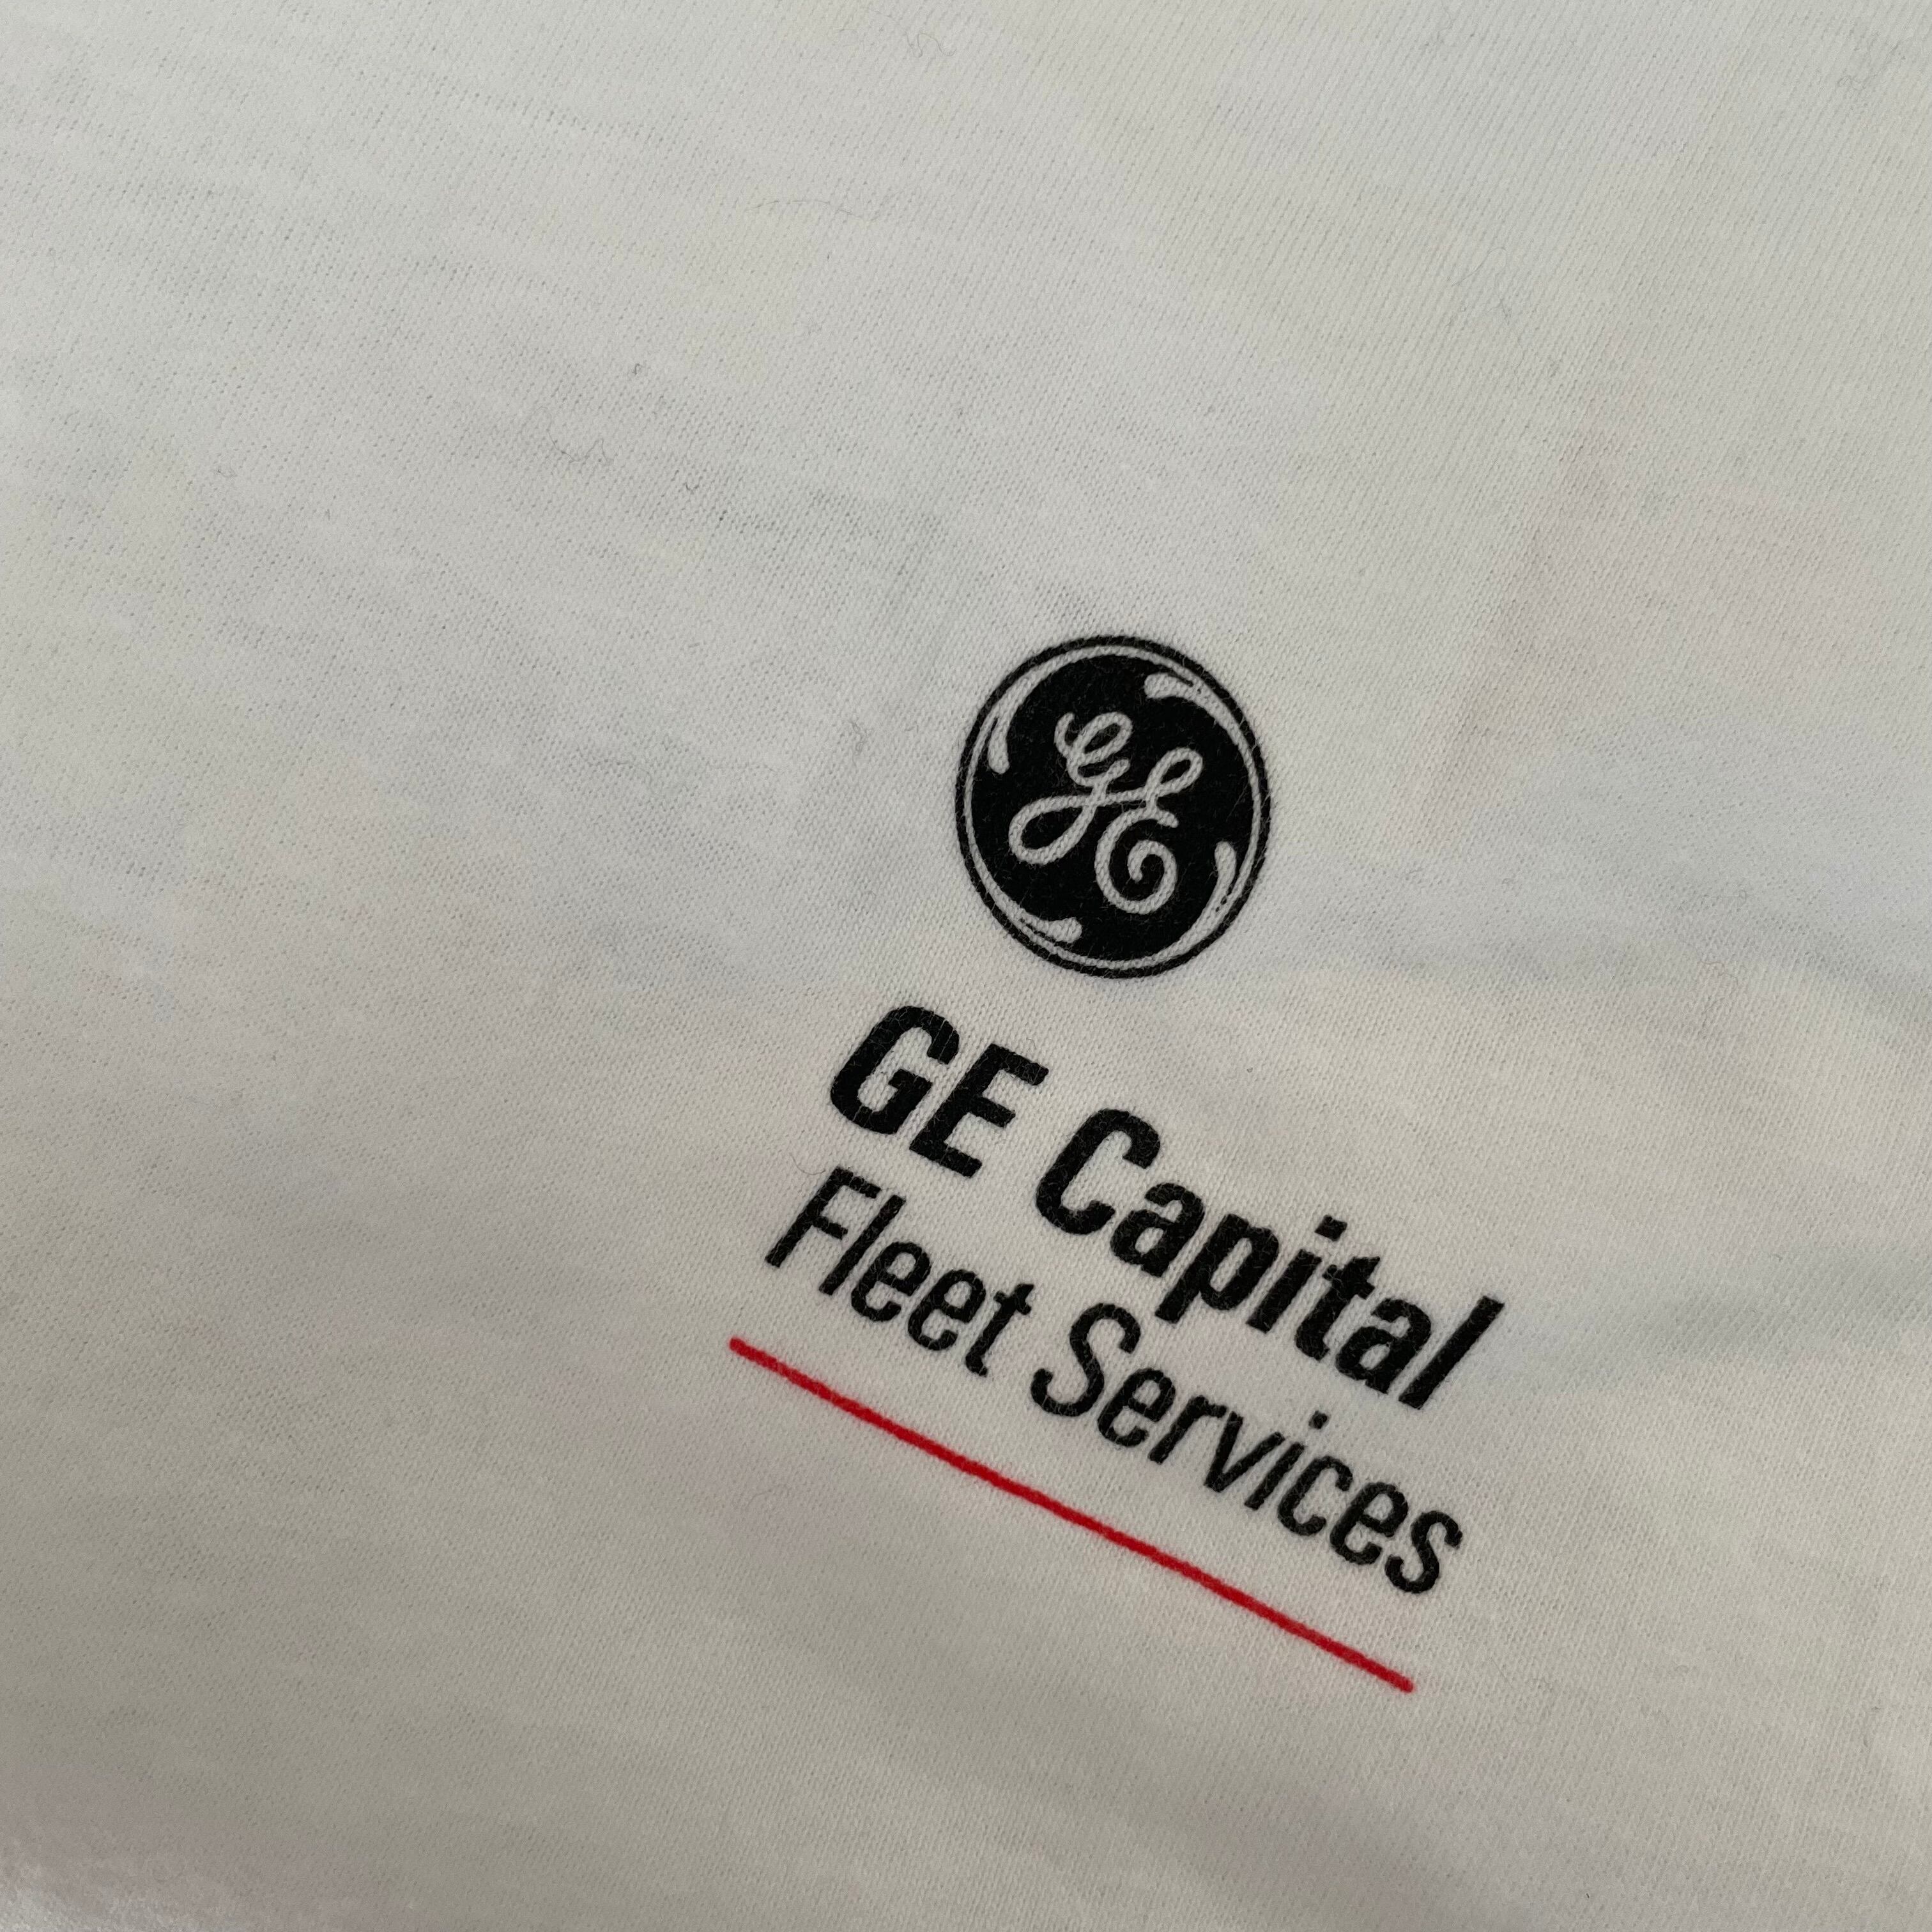 GE
GE Capital
Fleet Services